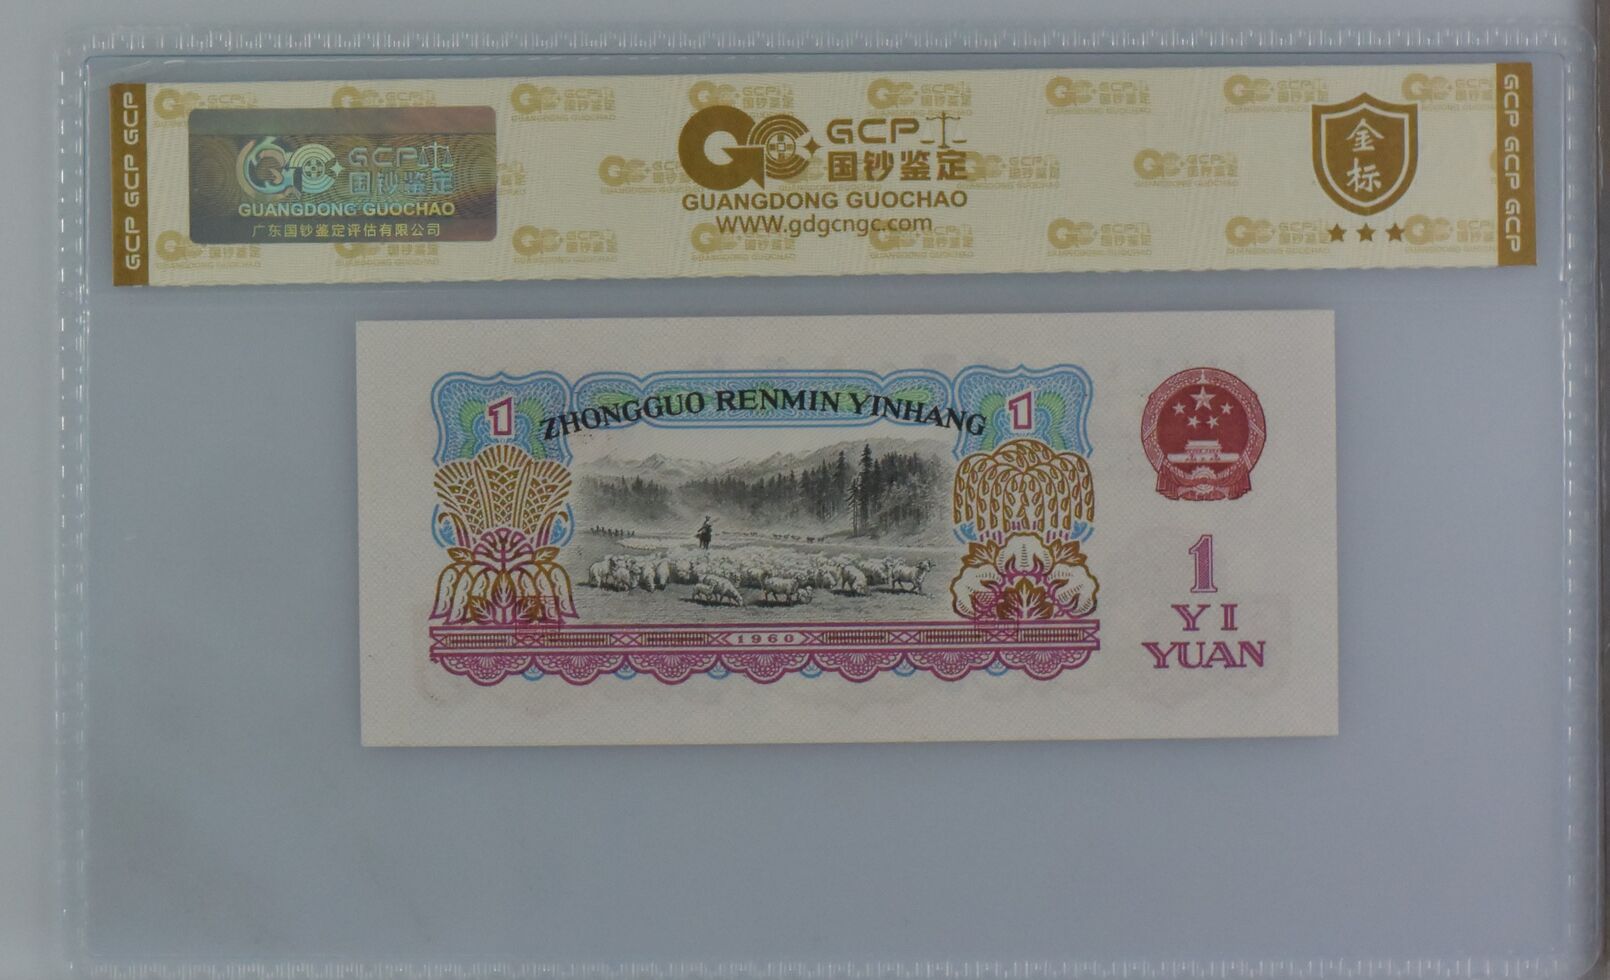 GCP GCP GCP
GCP
国钞鉴定
GUANGDONG GUOCHAO
广东国钞鉴定评估有限公司
GCP
国钞鉴定
GUANGDONG GUOCHAO
WWW.gdgcngc.com
金标
GCP GCP GCP
ZHONGGUO RENMIN YINHANG
1
1
1960
1
YI
YUAN